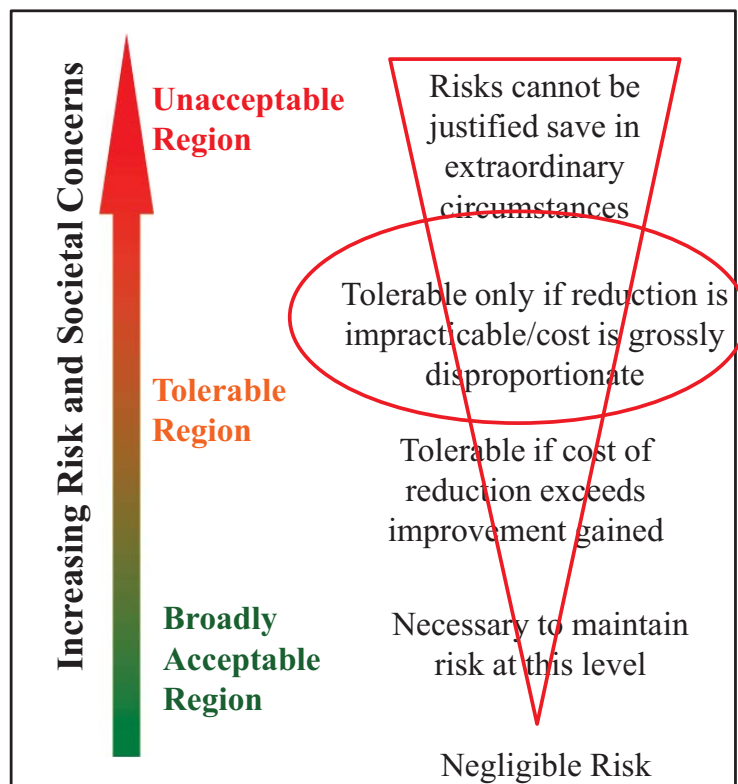 Increasing Risk and Societal Concerns
Unacceptable
Region
Risks cannot be
justified save in
extraordinary
circumstances
Tolerable only if reduction is
impracticable/cost is grossly
disproportionate
Tolerable
Region
Tolerable if cost of
reduction exceeds
improvement gained
Broadly
Acceptable
Region
Necessary to maintain
risk at this level
Negligible Risk